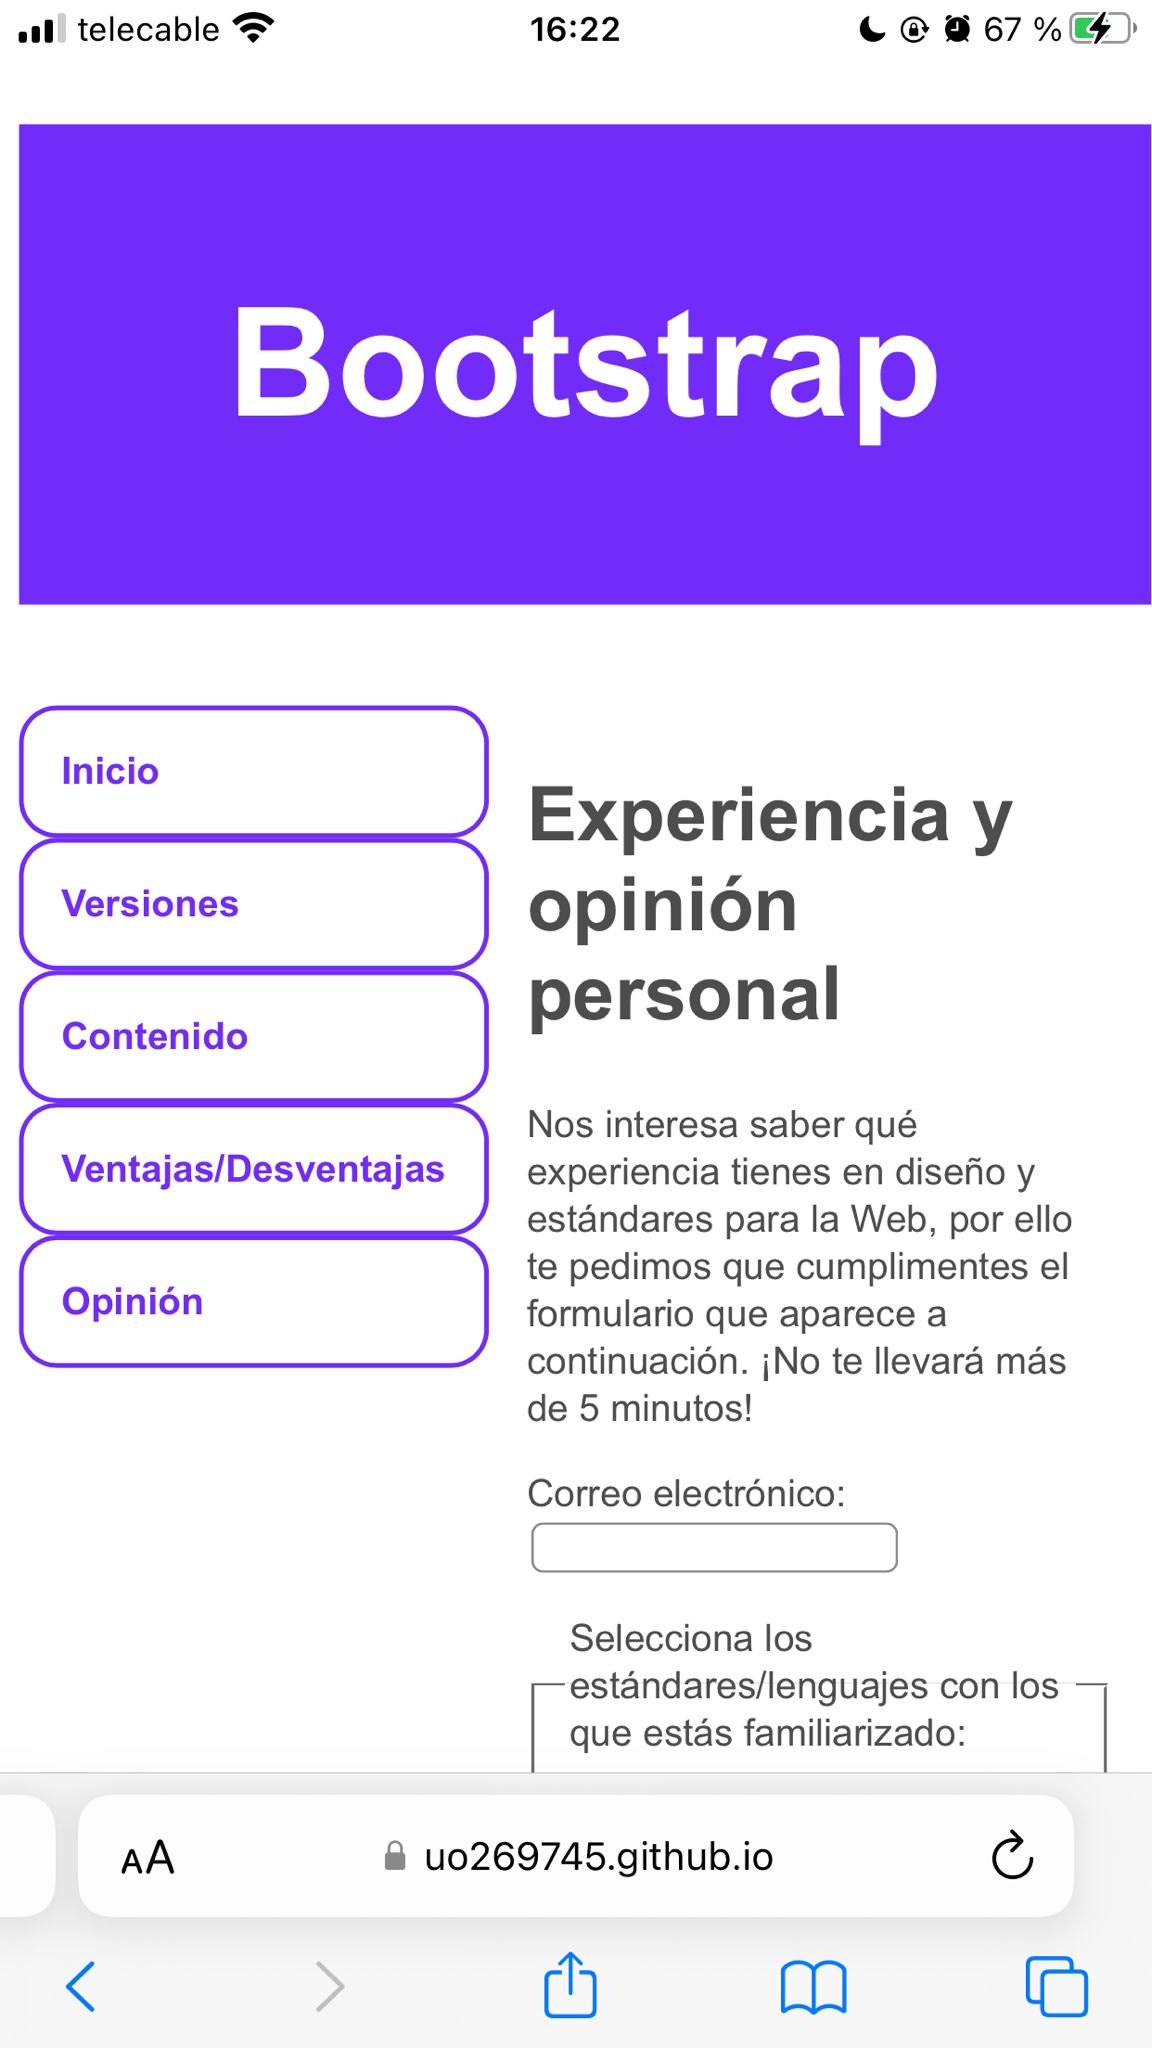 telecable 16:22 67 %
Bootstrap
Inicio
Versiones
Contenido
Ventajas/Desventajas
Opinión
Experiencia y
opinión
personal
Nos interesa saber qué
experiencia tienes en diseño y
estándares para la Web, por ello
te pedimos que cumplimentes el
formulario que aparece a
continuación. ¡No te llevará más
de 5 minutos!
Correo electrónico:
Selecciona los
estándares/lenguajes con los
que estás familiarizado:
AA uo269745.github.io